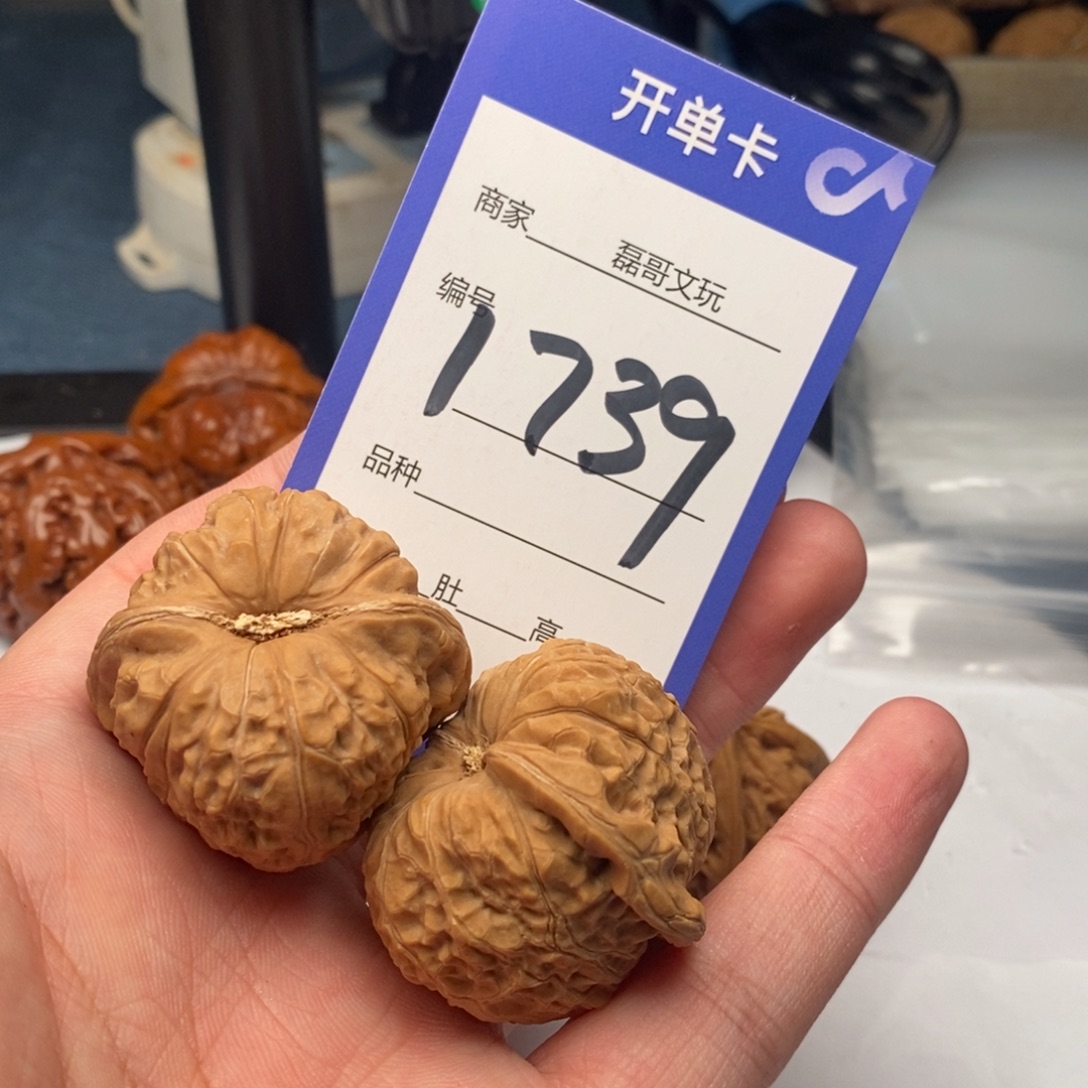 开单卡
商家 磊哥文玩
编号 1739
品种
肚 高